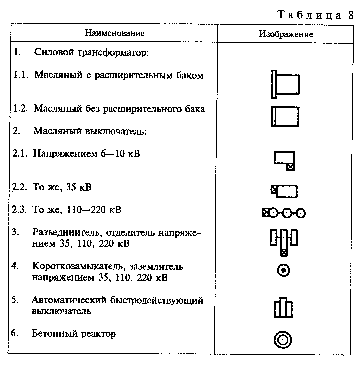 Таблица 8
Наименование Изображение
1. Силовой трансформатор:
1.1. Масляный с расширительным баком
1.2. Масляный без расширительного бака
2. Масляный выключатель:
2.1. Напряжением 6—10 кВ
2.2. То же, 35 кВ
2.3. То же, 110—220 кВ
3. Разъединитель, отделитель напряже-
нием 35, 110, 220 кВ
4. Короткозамыкатель, заземлитель
напряжением 35, 110, 220 кВ
5. Автоматический быстродействующий
выключатель
6. Бетонный реактор